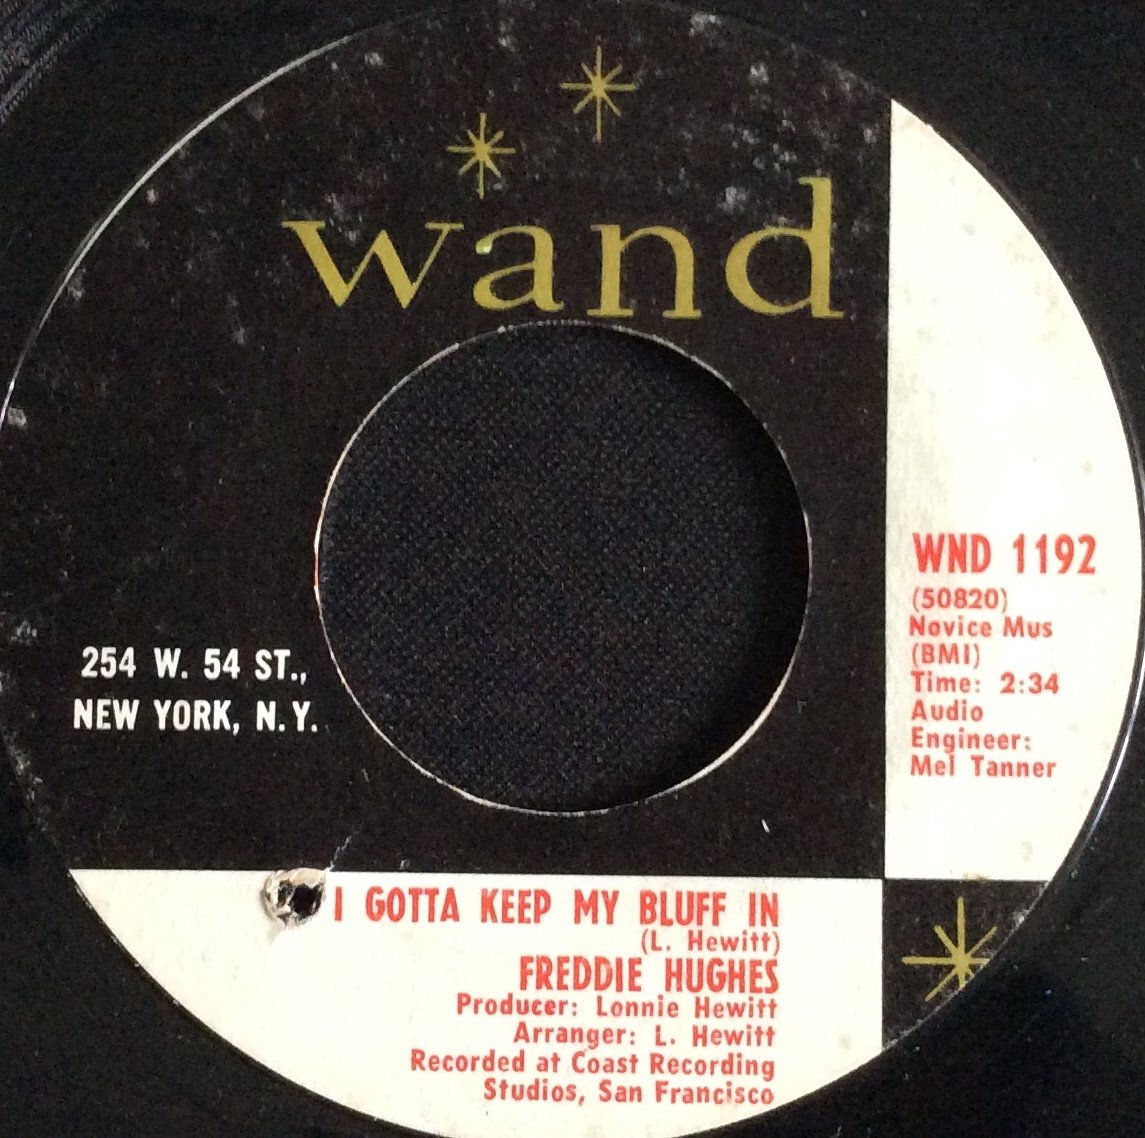 wand
254 W. 54 ST.,
NEW YORK, N.Y.
WND 1192
(50820)
Novice Mus
(BMI)
Time: 2:34
Audio
Engineer:
Mel Tanner
I GOTTA KEEP MY BLUFF IN
(L. Hewitt)
FREDDIE HUGHES
Producer: Lonnie Hewitt
Arranger: L. Hewitt
Recorded at Coast Recording
Studios, San Francisco